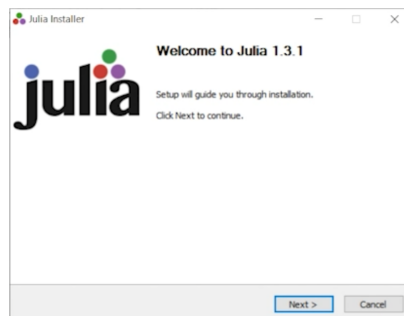 Julia Installer
julia
Welcome to Julia 1.3.1
Setup will guide you through installation.
Click Next to continue.
Next >
Cancel